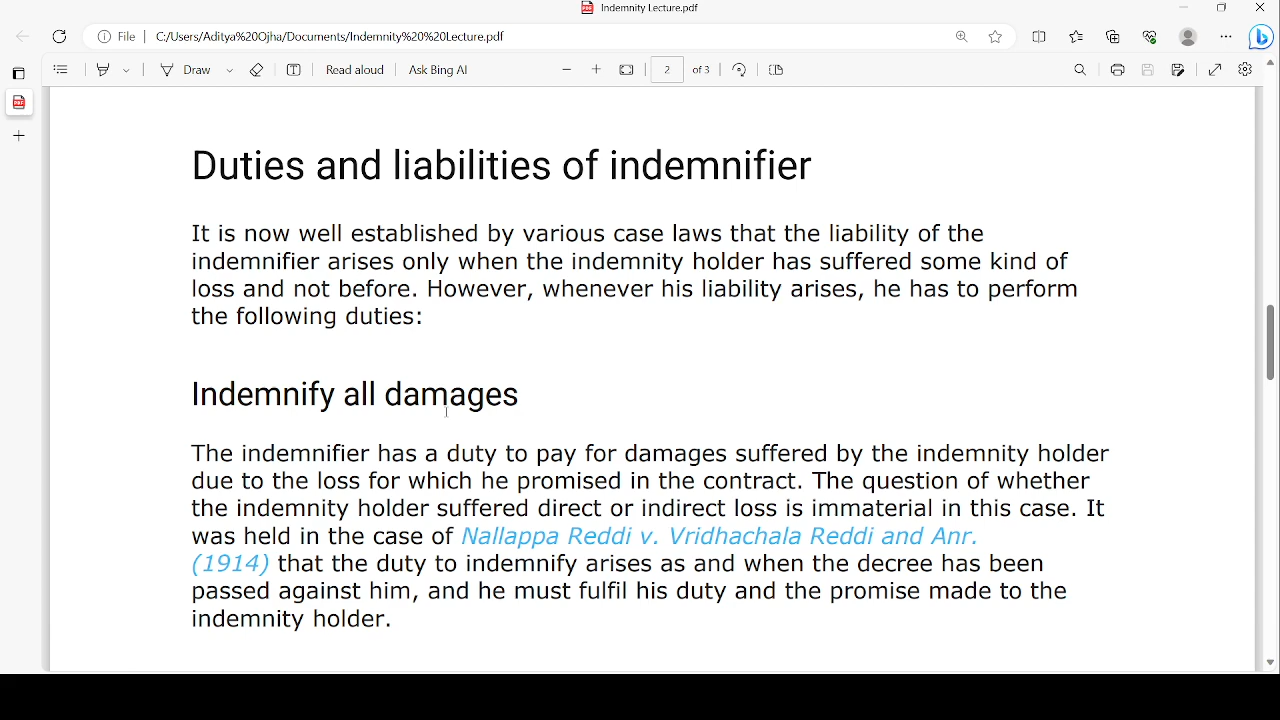 Indemnity Lecture.pdf
File | C:/Users/Aditya%20Ojha/Documents/Indemnity%20%20Lecture.pdf
Draw Read aloud Ask Bing AI 2 of 3
Duties and liabilities of indemnifier
It is now well established by various case laws that the liability of the
indemnifier arises only when the indemnity holder has suffered some kind of
loss and not before. However, whenever his liability arises, he has to perform
the following duties:
Indemnify all damages
The indemnifier has a duty to pay for damages suffered by the indemnity holder
due to the loss for which he promised in the contract. The question of whether
the indemnity holder suffered direct or indirect loss is immaterial in this case. It
was held in the case of Nallappa Reddi v. Vridhachala Reddi and Anr.
(1914) that the duty to indemnify arises as and when the decree has been
passed against him, and he must fulfil his duty and the promise made to the
indemnity holder.